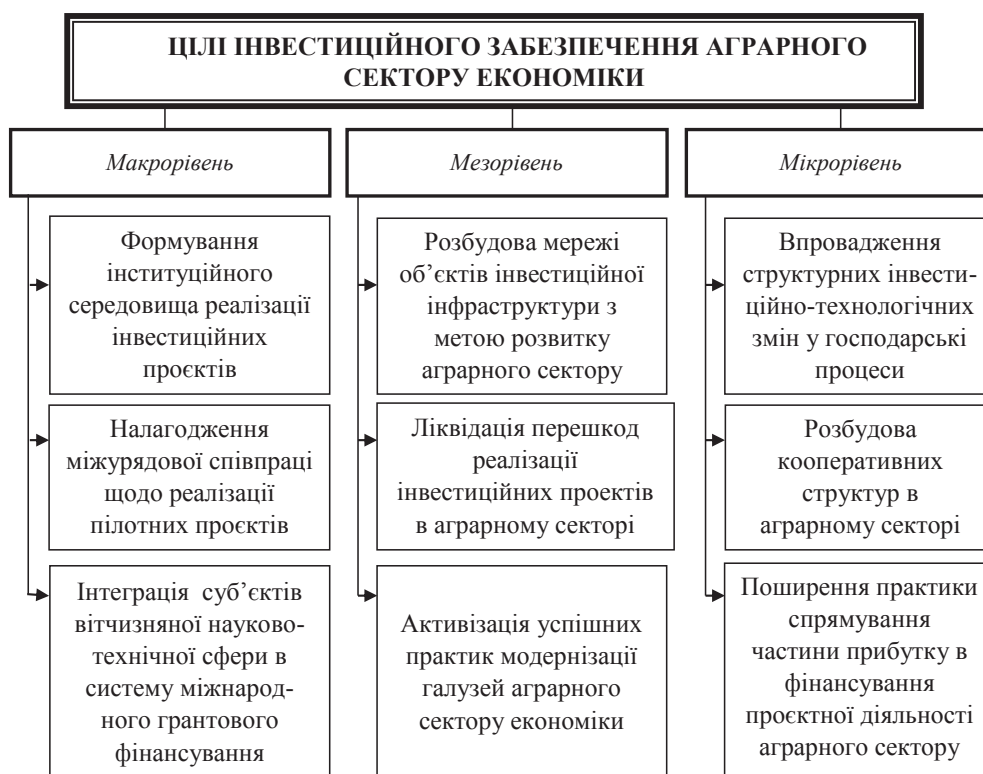 ЦІЛІ ІНВЕСТИЦІЙНОГО ЗАБЕЗПЕЧЕННЯ АГРАРНОГО
СЕКТОРУ ЕКОНОМІКИ
Макрорівень
Формування
інституційного
середовища реалізації
інвестиційних
проєктів
Налагодження
міжурядової співпраці
щодо реалізації
пілотних проєктів
Інтеграція суб’єктів
вітчизняної науково-
технічної сфери в
систему міжнарод-
ного грантового
фінансування
Мезорівень
Розбудова мережі
об’єктів інвестиційної
інфраструктури з
метою розвитку
аграрного сектору
Ліквідація перешкод
реалізації
інвестиційних проектів
в аграрному секторі
Активізація успішних
практик модернізації
галузей аграрного
сектору економіки
Мікрорівень
Впровадження
структурних інвести-
ційно-технологічних
змін у господарські
процеси
Розбудова
кооперативних
структур в
аграрному секторі
Поширення практики
спрямування
частини прибутку в
фінансування
проєктної діяльності
аграрного сектору